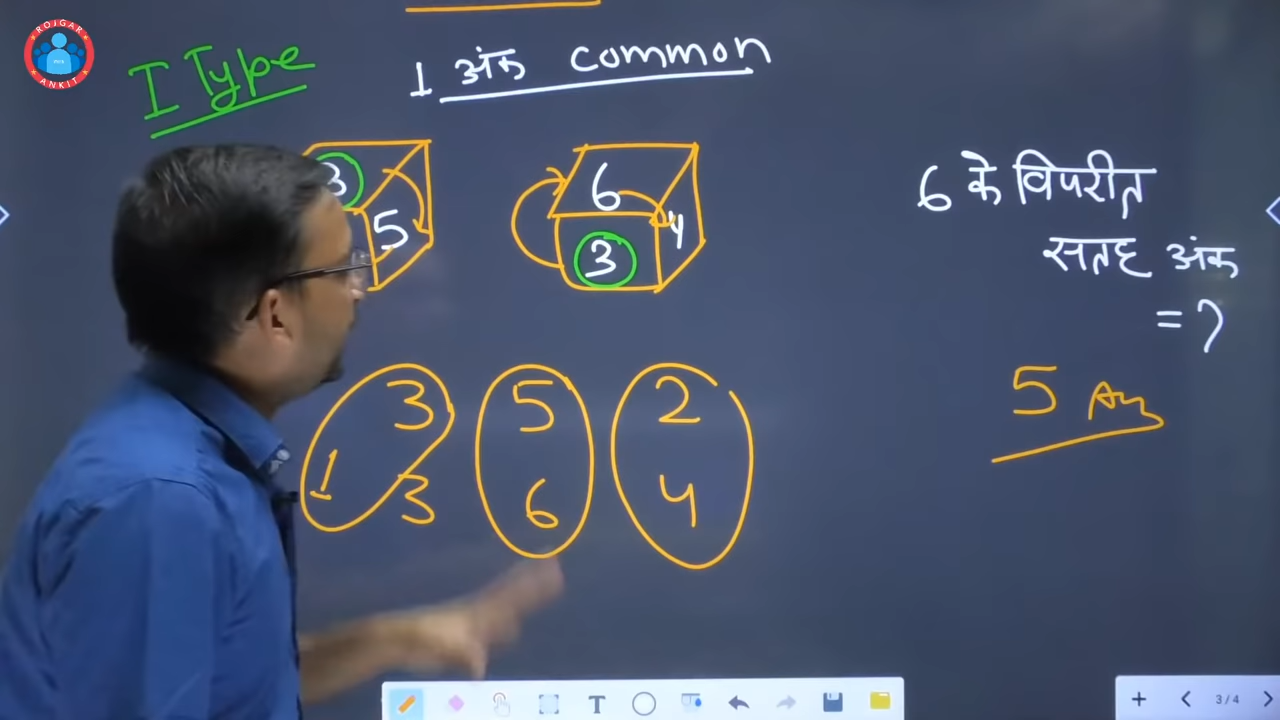 ROJGAR
ANKIT
I Type
1 अंक common
3
5
6
3
4
6 के विपरीत
सतह अंक
= ?
3 5 2
1 3 6 4
5 Ans
T
3/4